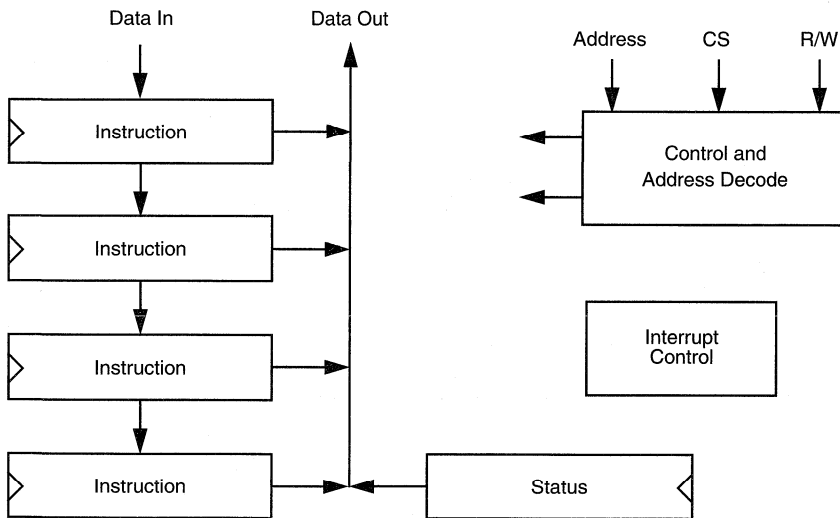 Data In
Data Out
Address
CS
R/W
Instruction
Control and
Address Decode
Instruction
Interrupt
Control
Instruction
Instruction
Status